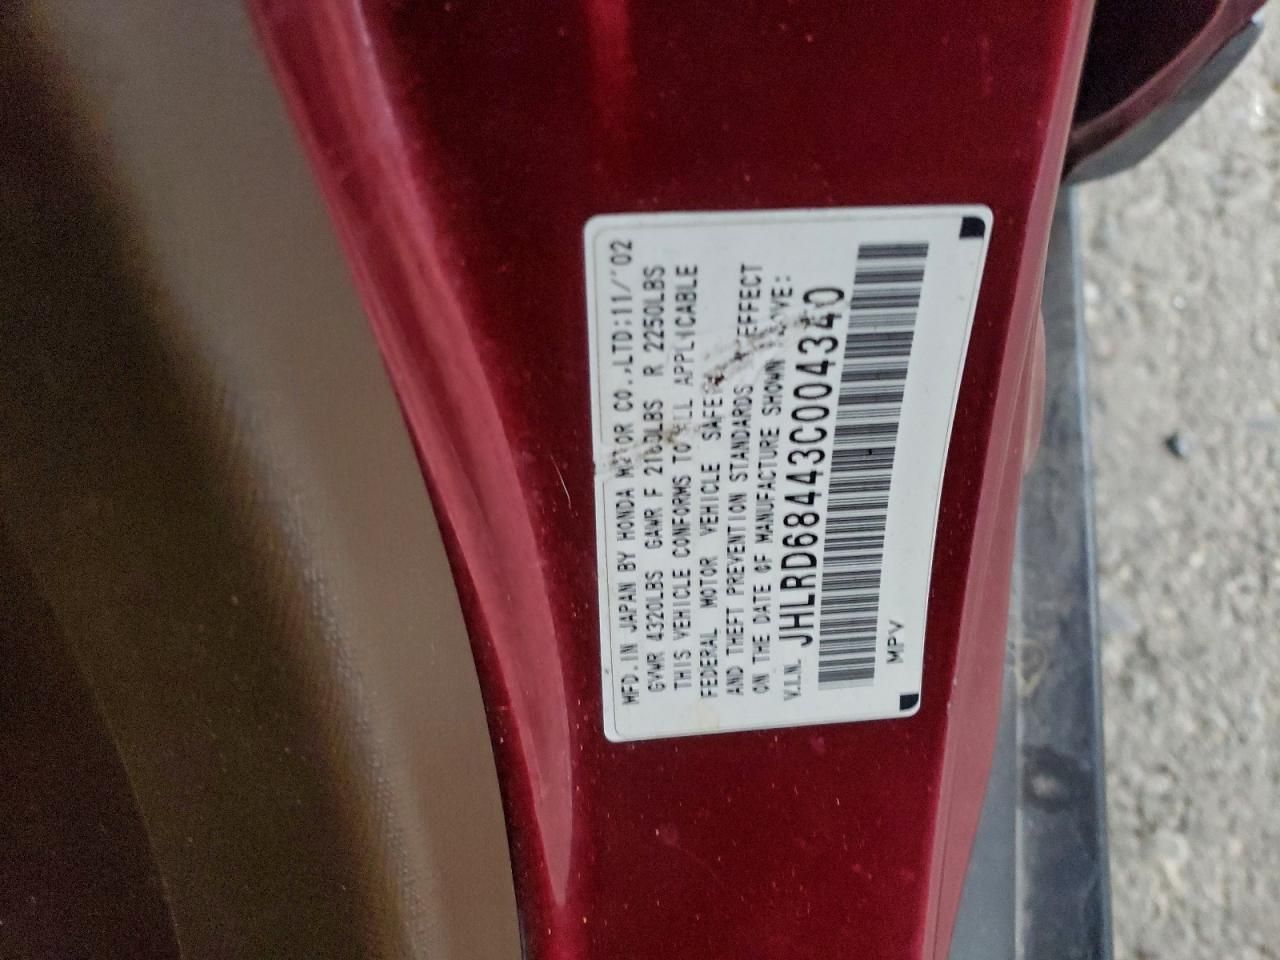 MFD. IN JAPAN BY HONDA MOTOR CO.,LTD:11/'02
GVWR 4320LBS GAWR F 2160LBS R 2250LBS
THIS VEHICLE CONFORMS TO ALL APPLICABLE
FEDERAL MOTOR VEHICLE SAFETY
AND THEFT PREVENTION STANDARDS IN EFFECT
ON THE DATE OF MANUFACTURE SHOWN ABOVE:
V.I.N. JHLRD68443C004340
MPV